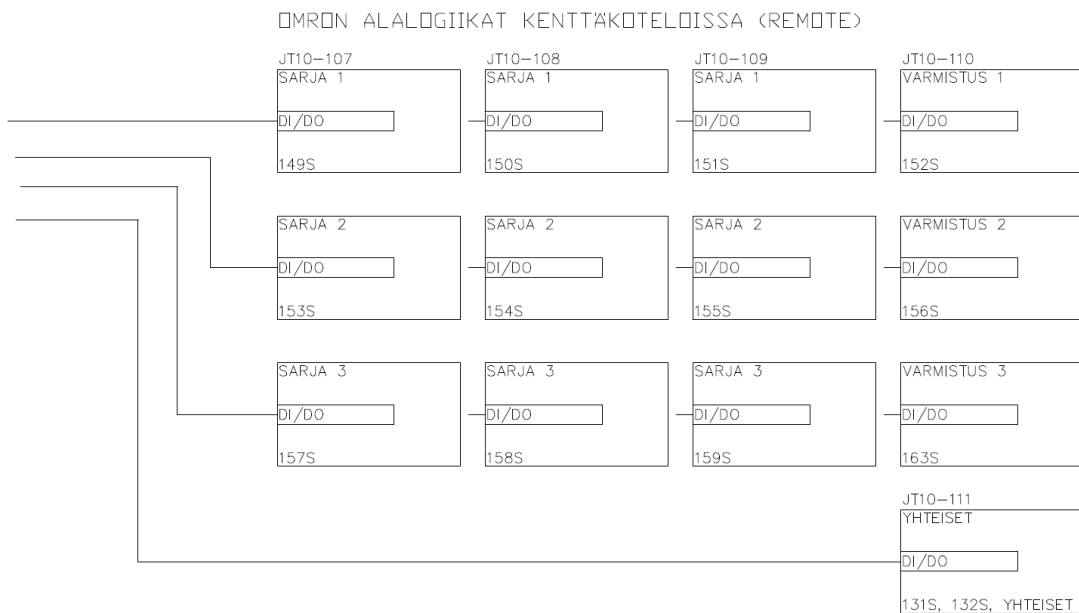 OMRON ALALOGIIKAT KENTTÄKOTELOISSA (REMOTE)
JT10-107 JT10-108 JT10-109 JT10-110
SARJA 1 SARJA 1 SARJA 1 VARMISTUS 1
DI/DO DI/DO DI/DO DI/DO
149S 150S 151S 152S
SARJA 2 SARJA 2 SARJA 2 VARMISTUS 2
DI/DO DI/DO DI/DO DI/DO
153S 154S 155S 156S
SARJA 3 SARJA 3 SARJA 3 VARMISTUS 3
DI/DO DI/DO DI/DO DI/DO
157S 158S 159S 163S
JT10-111
YHTEISET
DI/DO
131S, 132S, YHTEISET